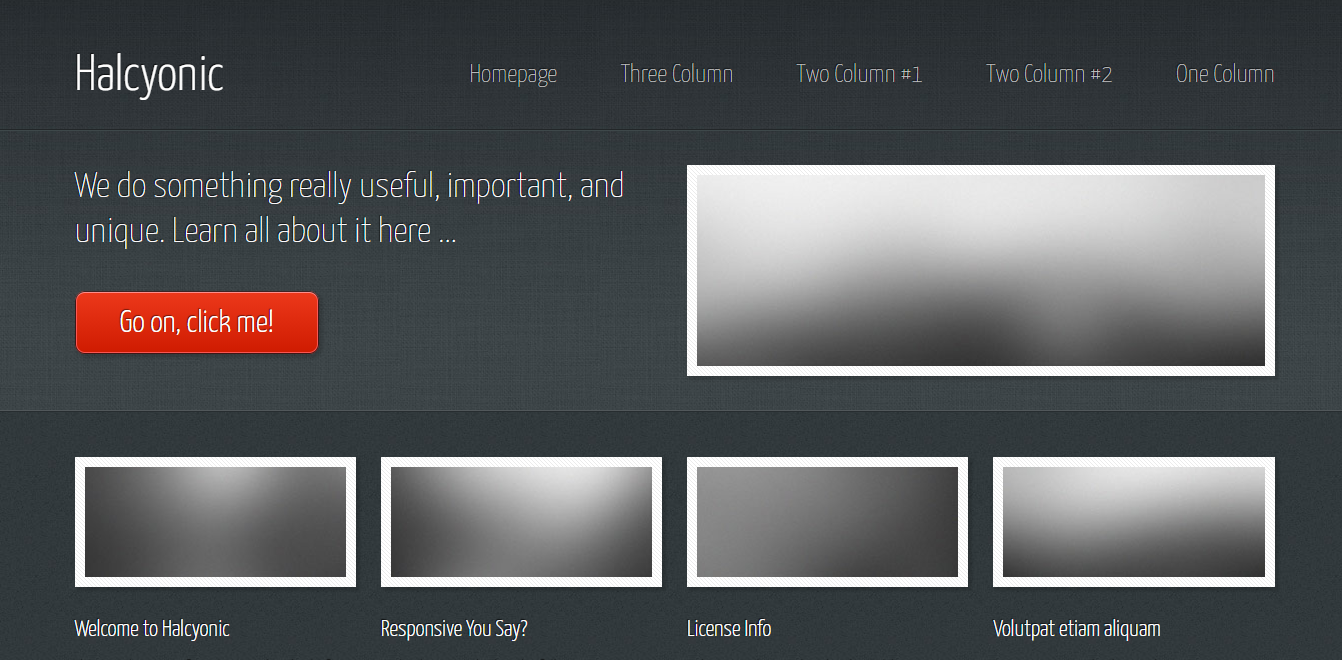 Halcyonic
Homepage
Three Column
Two Column #1
Two Column #2
One Column
We do something really useful, important, and
unique. Learn all about it here ...
Go on, click me!
Welcome to Halcyonic
Responsive You Say?
License Info
Volutpat etiam aliquam